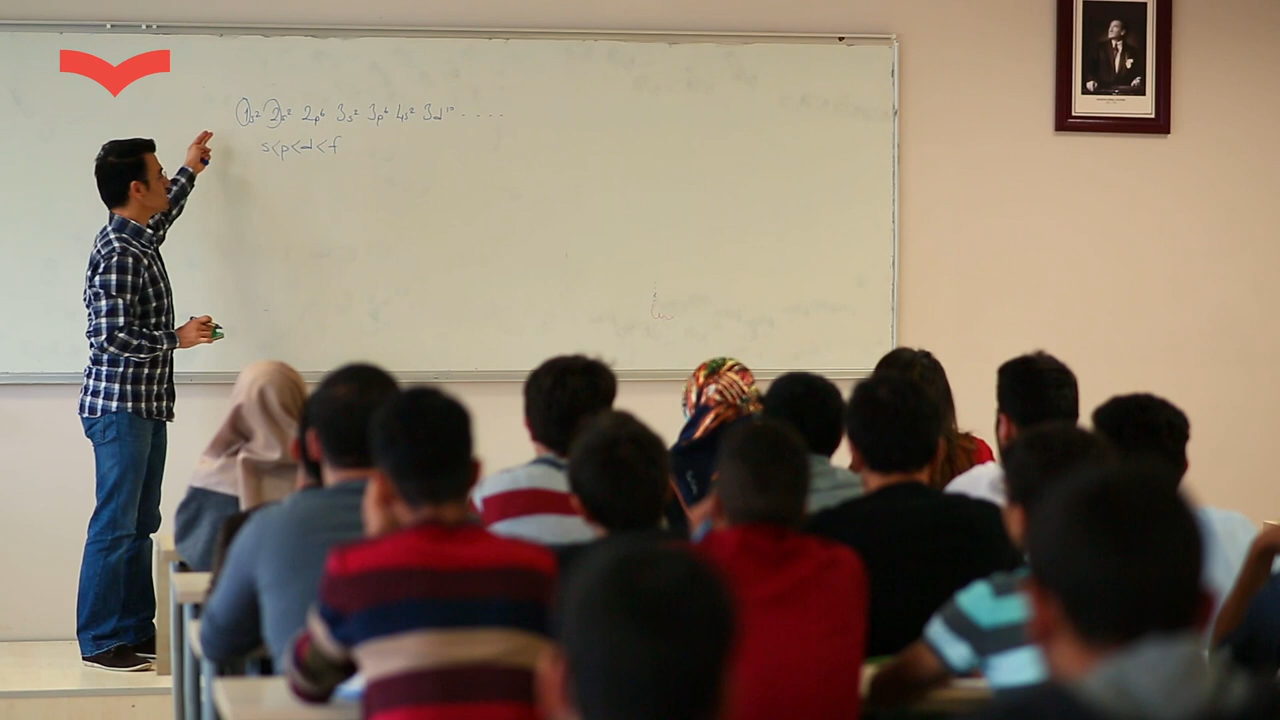 1s² 2s² 2p⁶ 3s² 3p⁶ 4s² 3d¹⁰ ....
s<p<d<f